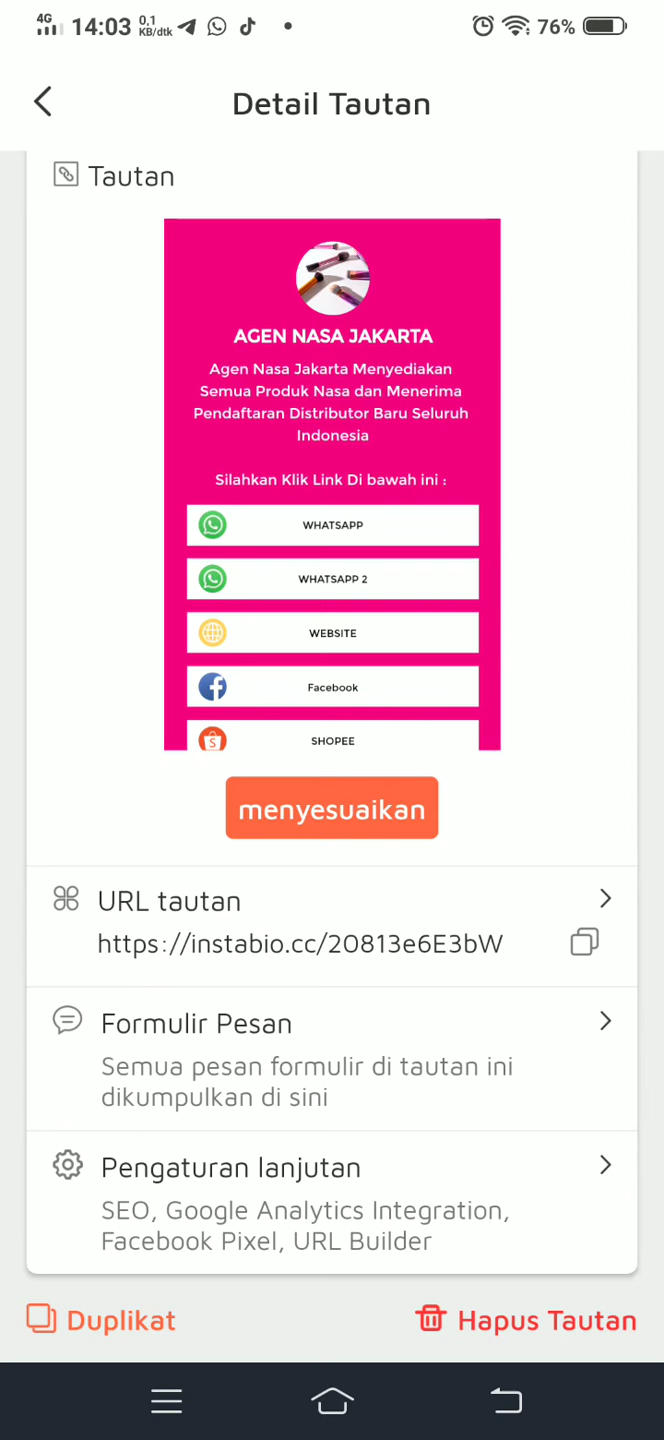 4G 14:03 0,1 KB/dtk 76%
Detail Tautan
Tautan
AGEN NASA JAKARTA
Agen Nasa Jakarta Menyediakan
Semua Produk Nasa dan Menerima
Pendaftaran Distributor Baru Seluruh
Indonesia
Silahkan Klik Link Di bawah ini :
WHATSAPP
WHATSAPP 2
WEBSITE
Facebook
SHOPEE
menyesuaikan
URL tautan
https://instabio.cc/20813e6E3bW
Formulir Pesan
Semua pesan formulir di tautan ini
dikumpulkan di sini
Pengaturan lanjutan
SEO, Google Analytics Integration,
Facebook Pixel, URL Builder
Duplikat
Hapus Tautan